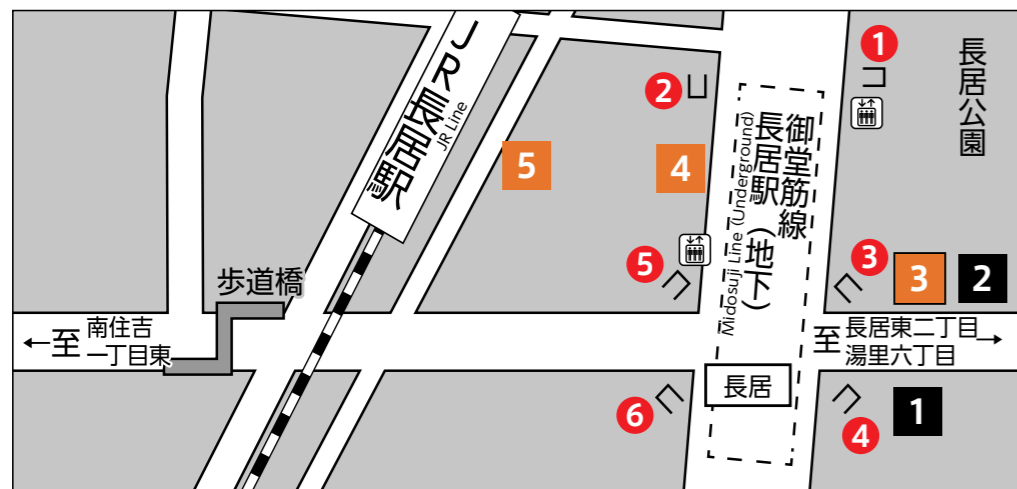 JR長居駅
JR Line
5
2
4
1
長居公園
御堂筋線
長居駅（地下）
Midosuji Line (Underground)
5
3
3
2
歩道橋
←至
南住吉
一丁目東
至
長居東二丁目→
湯里六丁目
長居
6
4
1